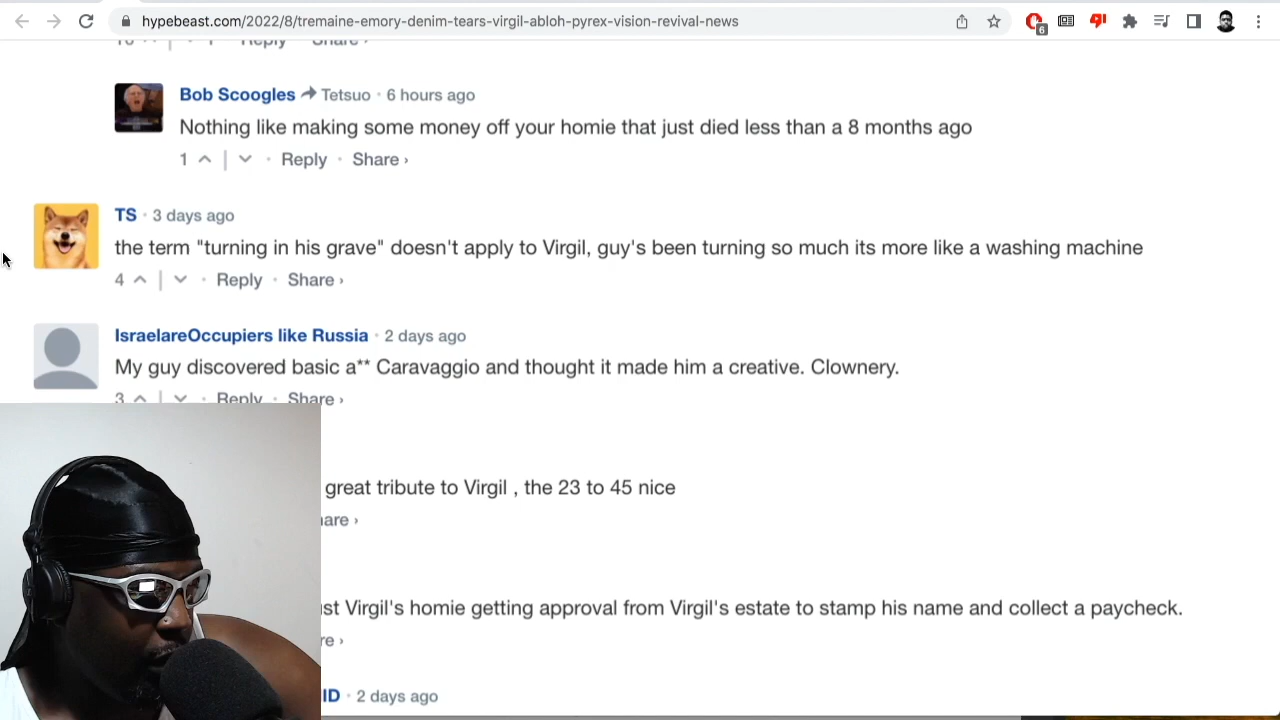 hypebeast.com/2022/8/tremaine-emory-denim-tears-virgil-abloh-pyrex-vision-revival-news
6
Reply Share ›
Bob Scoogles Tetsuo · 6 hours ago
Nothing like making some money off your homie that just died less than a 8 months ago
1 · Reply · Share ›
TS · 3 days ago
the term "turning in his grave" doesn't apply to Virgil, guy's been turning so much its more like a washing machine
4 · Reply · Share ›
IsraelareOccupiers like Russia · 2 days ago
My guy discovered basic a** Caravaggio and thought it made him a creative. Clownery.
3 · Reply · Share ›
great tribute to Virgil , the 23 to 45 nice
are ›
st Virgil's homie getting approval from Virgil's estate to stamp his name and collect a paycheck.
re ›
ID · 2 days ago